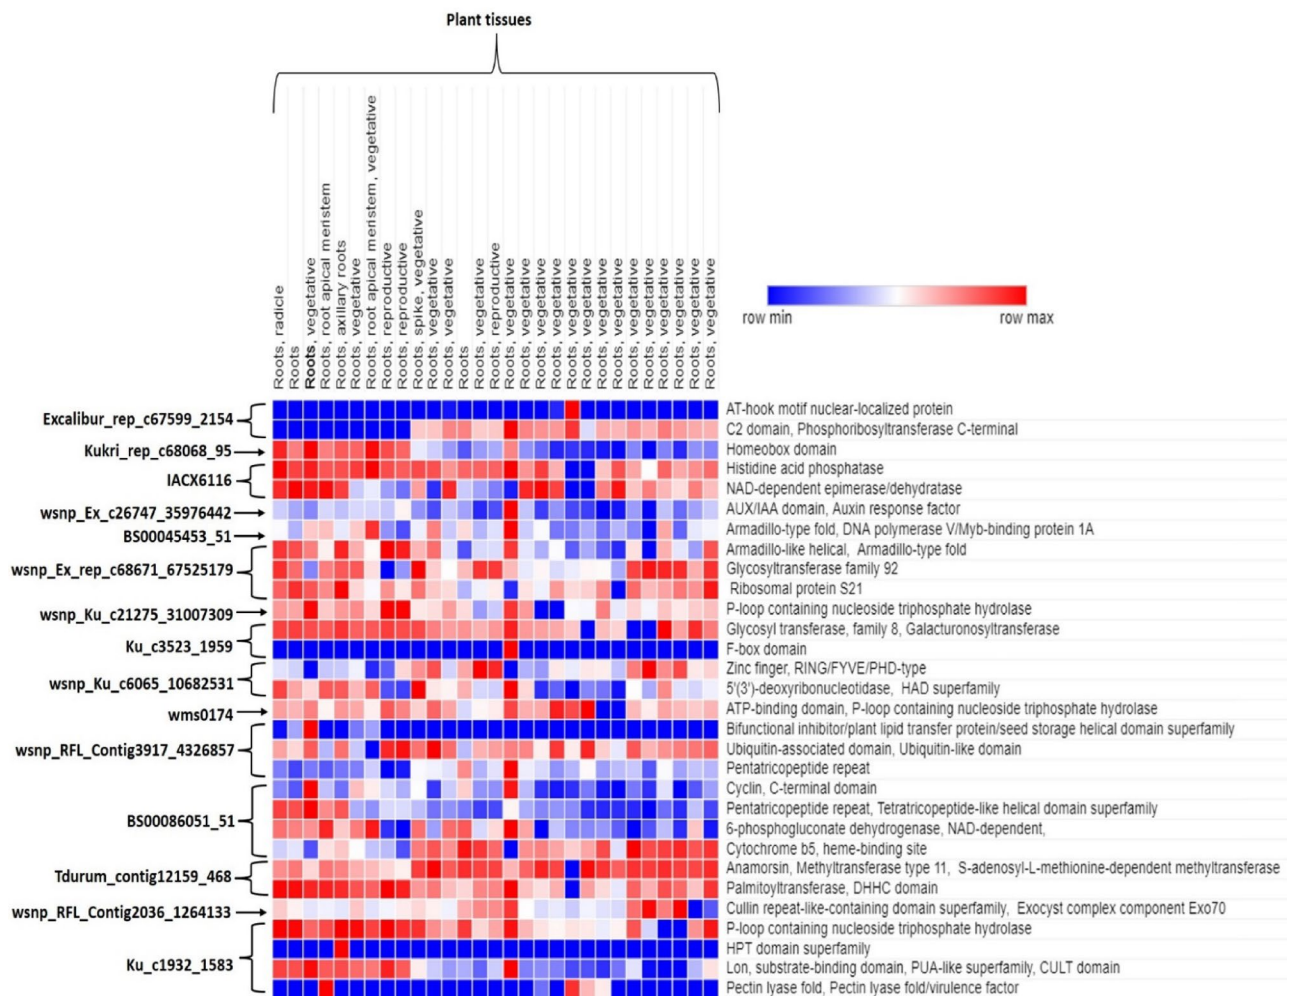 Plant tissues
Roots, radicle
Roots
Roots, vegetative
Roots, root apical meristem
Roots, axillary roots
Roots, vegetative
Roots, root apical meristem, vegetative
Roots, reproductive
Roots, reproductive
Roots, spike, vegetative
Roots, vegetative
Roots, vegetative
Roots
Roots, vegetative
Roots, reproductive
Roots, vegetative
Roots, vegetative
Roots, vegetative
Roots, vegetative
Roots, vegetative
Roots, vegetative
Roots, vegetative
Roots, vegetative
Roots, vegetative
Roots, vegetative
Roots, vegetative
Roots, vegetative
Roots, vegetative
Roots, vegetative
row min
row max
Excalibur_rep_c67599_2154
Kukri_rep_c68068_95
IACX6116
wsnp_Ex_c26747_35976442
BS00045453_51
wsnp_Ex_rep_c68671_67525179
wsnp_Ku_c21275_31007309
Ku_c3523_1959
wsnp_Ku_c6065_10682531
wms0174
wsnp_RFL_Contig3917_4326857
BS00086051_51
Tdurum_contig12159_468
wsnp_RFL_Contig2036_1264133
Ku_c1932_1583
AT-hook motif nuclear-localized protein
C2 domain, Phosphoribosyltransferase C-terminal
Homeobox domain
Histidine acid phosphatase
NAD-dependent epimerase/dehydratase
AUX/IAA domain, Auxin response factor
Armadillo-type fold, DNA polymerase V/Myb-binding protein 1A
Armadillo-like helical, Armadillo-type fold
Glycosyltransferase family 92
Ribosomal protein S21
P-loop containing nucleoside triphosphate hydrolase
Glycosyl transferase, family 8, Galacturonosyltransferase
F-box domain
Zinc finger, RING/FYVE/PHD-type
5'(3')-deoxyribonucleotidase, HAD superfamily
ATP-binding domain, P-loop containing nucleoside triphosphate hydrolase
Bifunctional inhibitor/plant lipid transfer protein/seed storage helical domain superfamily
Ubiquitin-associated domain, Ubiquitin-like domain
Pentatricopeptide repeat
Cyclin, C-terminal domain
Pentatricopeptide repeat, Tetratricopeptide-like helical domain superfamily
6-phosphogluconate dehydrogenase, NAD-dependent,
Cytochrome b5, heme-binding site
Anamorsin, Methyltransferase type 11, S-adenosyl-L-methionine-dependent methyltransferase
Palmitoyltransferase, DHHC domain
Cullin repeat-like-containing domain superfamily, Exocyst complex component Exo70
P-loop containing nucleoside triphosphate hydrolase
HPT domain superfamily
Lon, substrate-binding domain, PUA-like superfamily, CULT domain
Pectin lyase fold, Pectin lyase fold/virulence factor